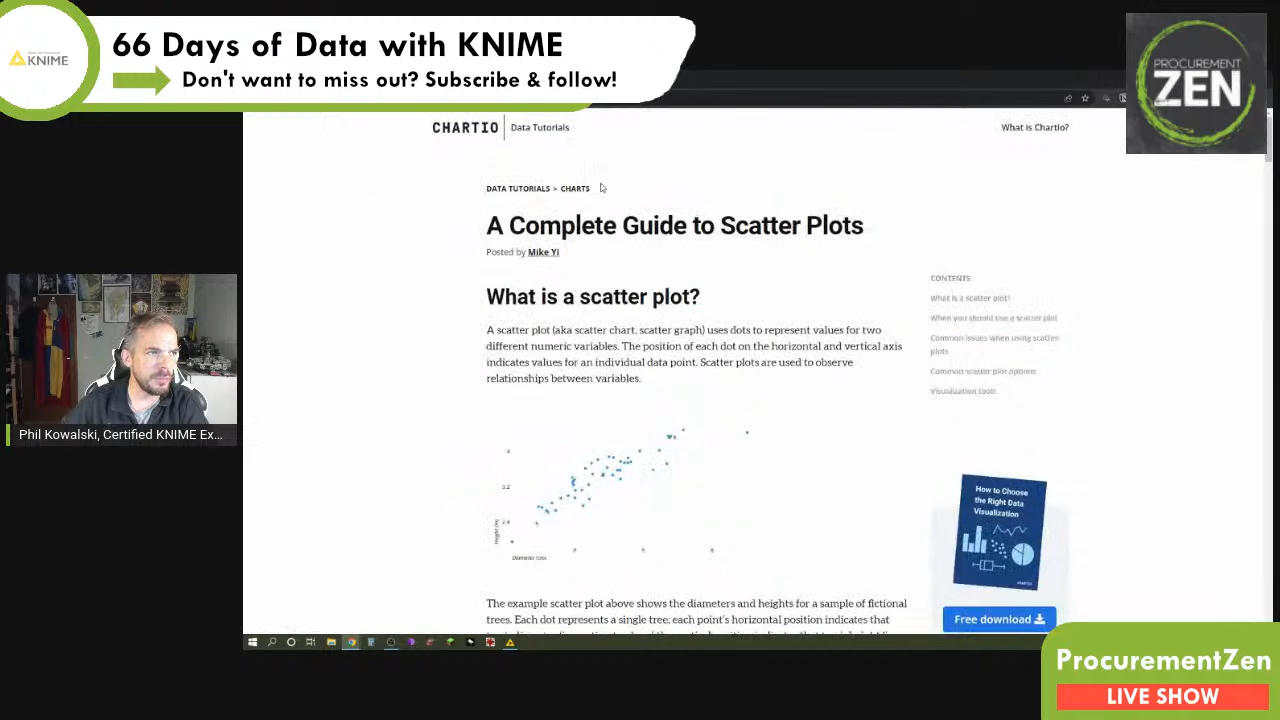 66 Days of Data with KNIME
Don't want to miss out? Subscribe & follow!
KNIME
PROCUREMENT
ZEN
CHARTIO
Data Tutorials
What is Chartio?
DATA TUTORIALS > CHARTS
A Complete Guide to Scatter Plots
Posted by Mike Yi
What is a scatter plot?
A scatter plot (aka scatter chart, scatter graph) uses dots to represent values for two
different numeric variables. The position of each dot on the horizontal and vertical axis
indicates values for an individual data point. Scatter plots are used to observe
relationships between variables.
CONTENTS
What is a scatter plot?
When you should use a scatter plot
Common issues when using scatter
plots
Common scatter plot options
Visualization tools
How to Choose
the Right Data
Visualization
Free download
The example scatter plot above shows the diameters and heights for a sample of fictional
trees. Each dot represents a single tree; each point's horizontal position indicates that
Phil Kowalski, Certified KNIME Ex...
ProcurementZen
LIVE SHOW